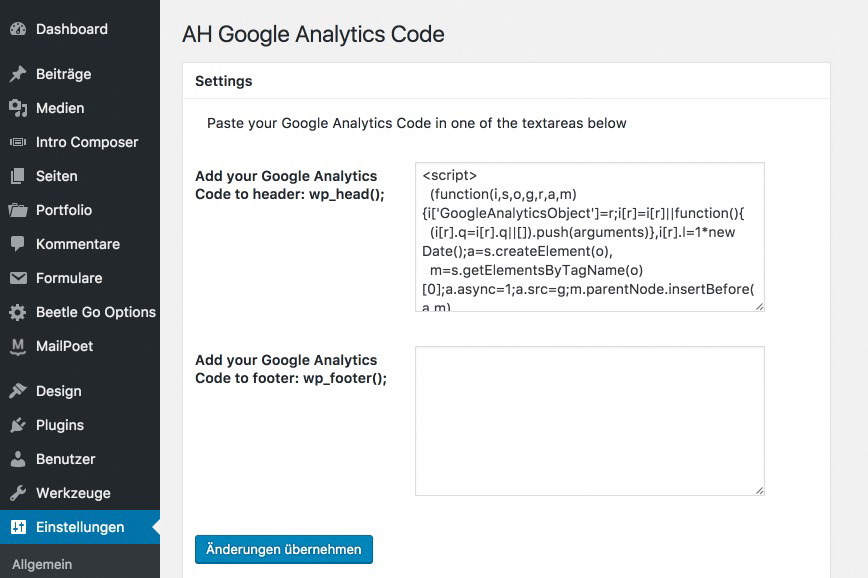 Dashboard
Beiträge
Medien
Intro Composer
Seiten
Portfolio
Kommentare
Formulare
Beetle Go Options
MailPoet
Design
Plugins
Benutzer
Werkzeuge
Einstellungen
Allgemein
AH Google Analytics Code
Settings
Paste your Google Analytics Code in one of the textareas below
Add your Google Analytics
Code to header: wp_head();
<script>
(function(i,s,o,g,r,a,m)
{i['GoogleAnalyticsObject']=r;i[r]=i[r]||function(){
(i[r].q=i[r].q||[]).push(arguments)},i[r].l=1*new
Date();a=s.createElement(o),
m=s.getElementsByTagName(o)
[0];a.async=1;a.src=g;m.parentNode.insertBefore(
a,m)
Add your Google Analytics
Code to footer: wp_footer();
Änderungen übernehmen